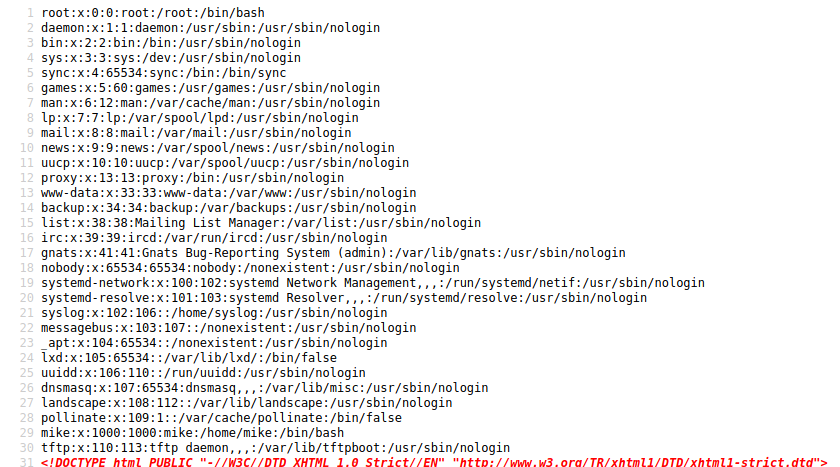 1 root:x:0:0:root:/root:/bin/bash
2 daemon:x:1:1:daemon:/usr/sbin:/usr/sbin/nologin
3 bin:x:2:2:bin:/bin:/usr/sbin/nologin
4 sys:x:3:3:sys:/dev:/usr/sbin/nologin
5 sync:x:4:65534:sync:/bin:/bin/sync
6 games:x:5:60:games:/usr/games:/usr/sbin/nologin
7 man:x:6:12:man:/var/cache/man:/usr/sbin/nologin
8 lp:x:7:7:lp:/var/spool/lpd:/usr/sbin/nologin
9 mail:x:8:8:mail:/var/mail:/usr/sbin/nologin
10 news:x:9:9:news:/var/spool/news:/usr/sbin/nologin
11 uucp:x:10:10:uucp:/var/spool/uucp:/usr/sbin/nologin
12 proxy:x:13:13:proxy:/bin:/usr/sbin/nologin
13 www-data:x:33:33:www-data:/var/www:/usr/sbin/nologin
14 backup:x:34:34:backup:/var/backups:/usr/sbin/nologin
15 list:x:38:38:Mailing List Manager:/var/list:/usr/sbin/nologin
16 irc:x:39:39:ircd:/var/run/ircd:/usr/sbin/nologin
17 gnats:x:41:41:Gnats Bug-Reporting System (admin):/var/lib/gnats:/usr/sbin/nologin
18 nobody:x:65534:65534:nobody:/nonexistent:/usr/sbin/nologin
19 systemd-network:x:100:102:systemd Network Management,,,:/run/systemd/netif:/usr/sbin/nologin
20 systemd-resolve:x:101:103:systemd Resolver,,,:/run/systemd/resolve:/usr/sbin/nologin
21 syslog:x:102:106::/home/syslog:/usr/sbin/nologin
22 messagebus:x:103:107::/nonexistent:/usr/sbin/nologin
23 _apt:x:104:65534::/nonexistent:/usr/sbin/nologin
24 lxd:x:105:65534::/var/lib/lxd/:/bin/false
25 uuidd:x:106:110::/run/uuidd:/usr/sbin/nologin
26 dnsmasq:x:107:65534:dnsmasq,,,:/var/lib/misc:/usr/sbin/nologin
27 landscape:x:108:112::/var/lib/landscape:/usr/sbin/nologin
28 pollinate:x:109:1::/var/cache/pollinate:/bin/false
29 mike:x:1000:1000:mike:/home/mike:/bin/bash
30 tftp:x:110:113:tftp daemon,,,:/var/lib/tftpboot:/usr/sbin/nologin
31 <!DOCTYPE html PUBLIC "-//W3C//DTD XHTML 1.0 Strict//EN" "http://www.w3.org/TR/xhtml1/DTD/xhtml1-strict.dtd">